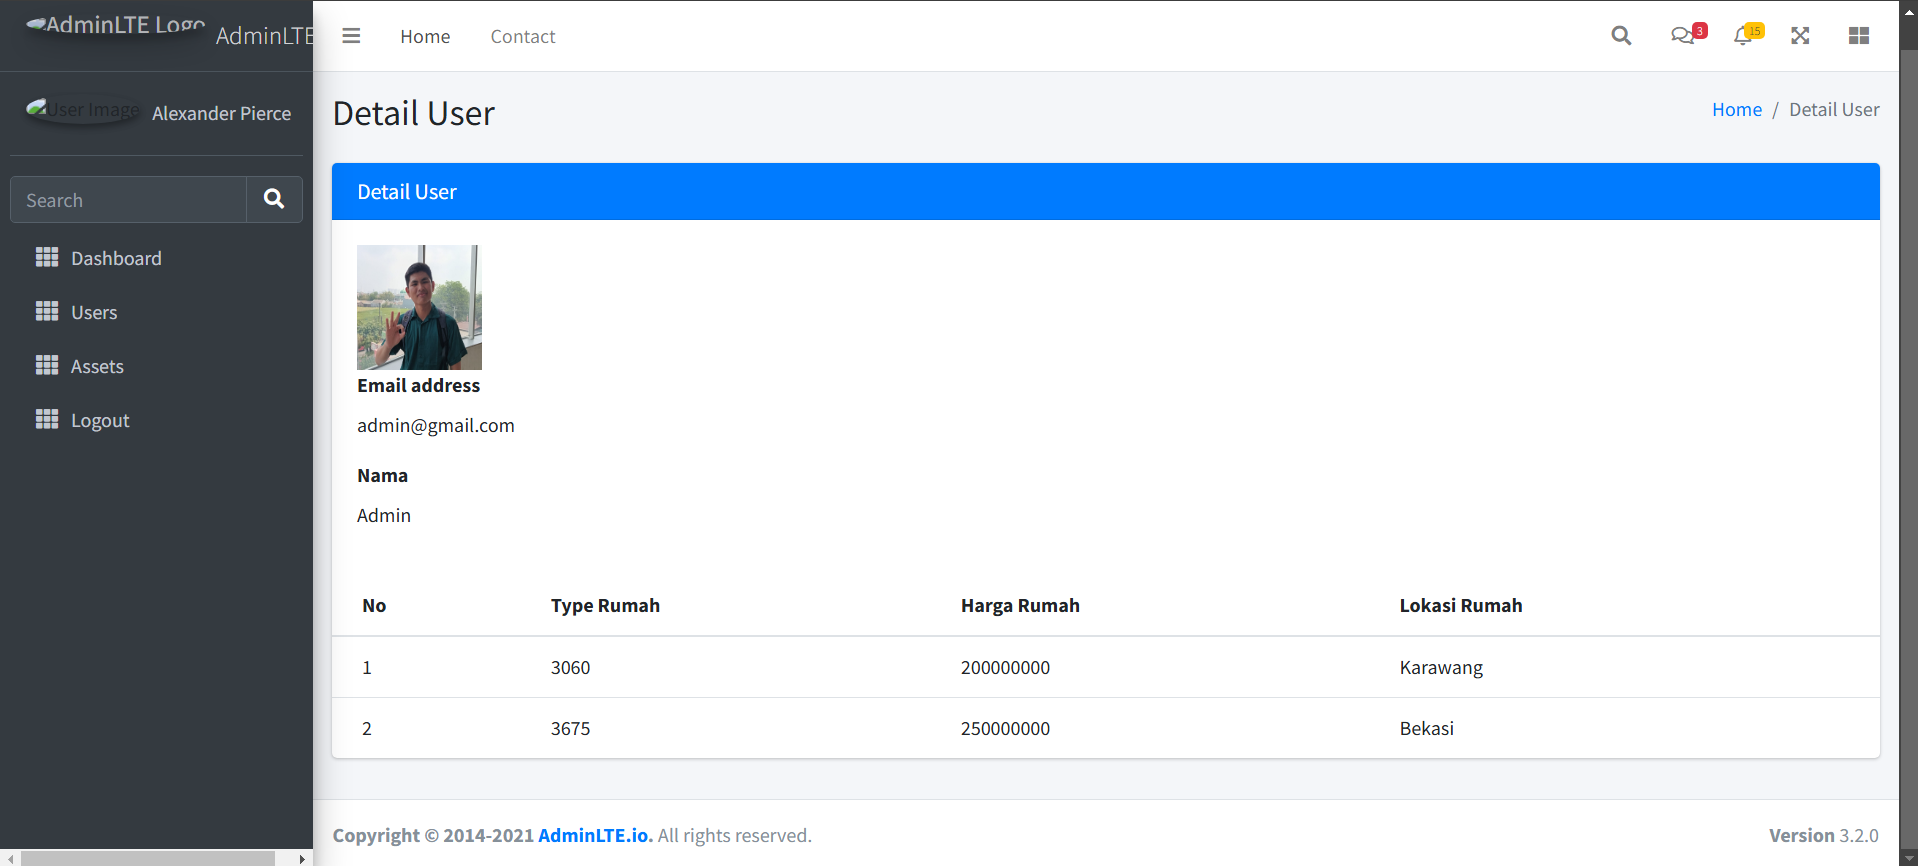 AdminLTE Logo AdminLTE
Home Contact 3 15
User Image Alexander Pierce
Search
Dashboard
Users
Assets
Logout
Detail User
Home / Detail User
Detail User
Email address
admin@gmail.com
Nama
Admin
No Type Rumah Harga Rumah Lokasi Rumah
1 3060 200000000 Karawang
2 3675 250000000 Bekasi
Copyright © 2014-2021 AdminLTE.io. All rights reserved. Version 3.2.0